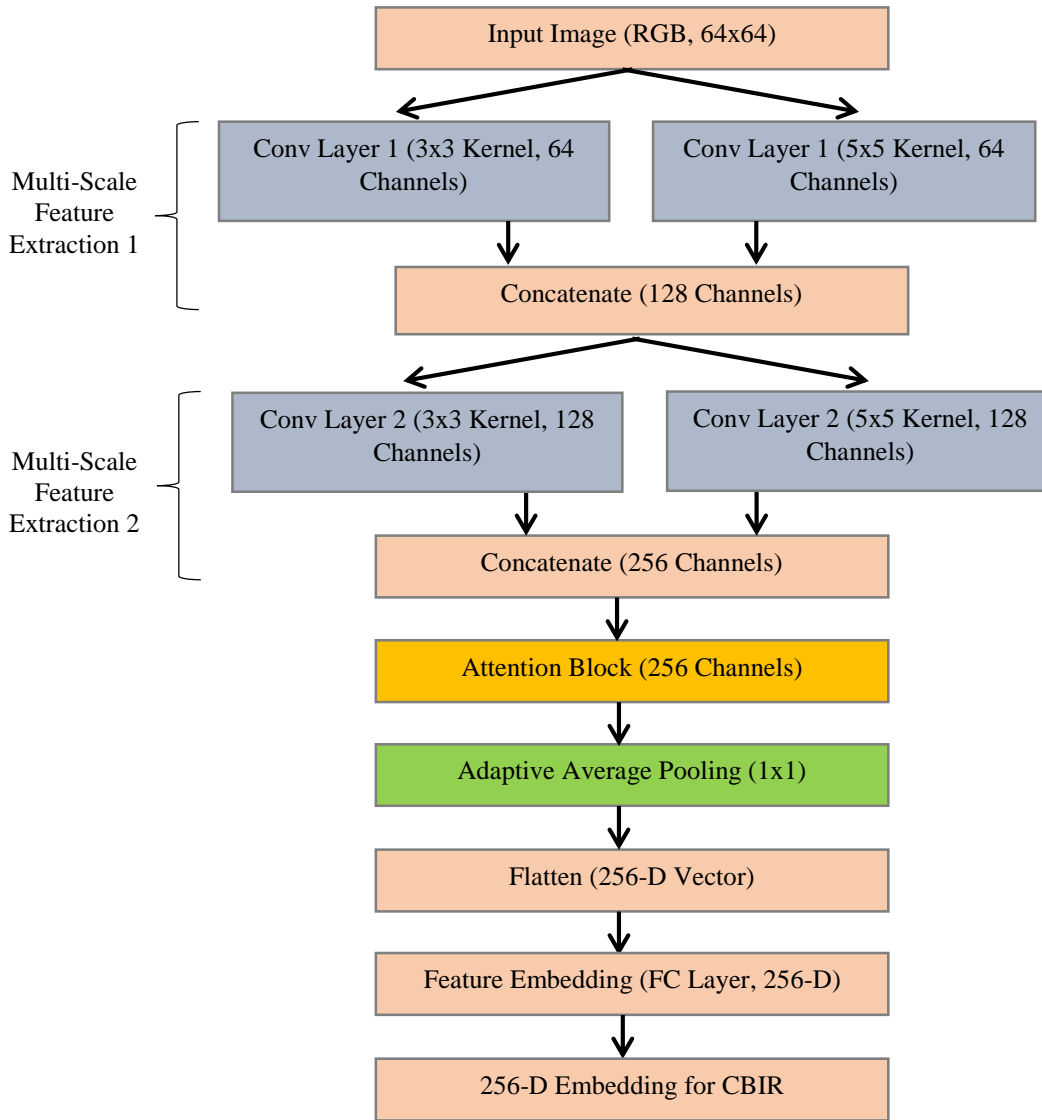 Input Image (RGB, 64x64)
Conv Layer 1 (3x3 Kernel, 64
Channels)
Conv Layer 1 (5x5 Kernel, 64
Channels)
Multi-Scale
Feature
Extraction 1
Concatenate (128 Channels)
Conv Layer 2 (3x3 Kernel, 128
Channels)
Conv Layer 2 (5x5 Kernel, 128
Channels)
Multi-Scale
Feature
Extraction 2
Concatenate (256 Channels)
Attention Block (256 Channels)
Adaptive Average Pooling (1x1)
Flatten (256-D Vector)
Feature Embedding (FC Layer, 256-D)
256-D Embedding for CBIR